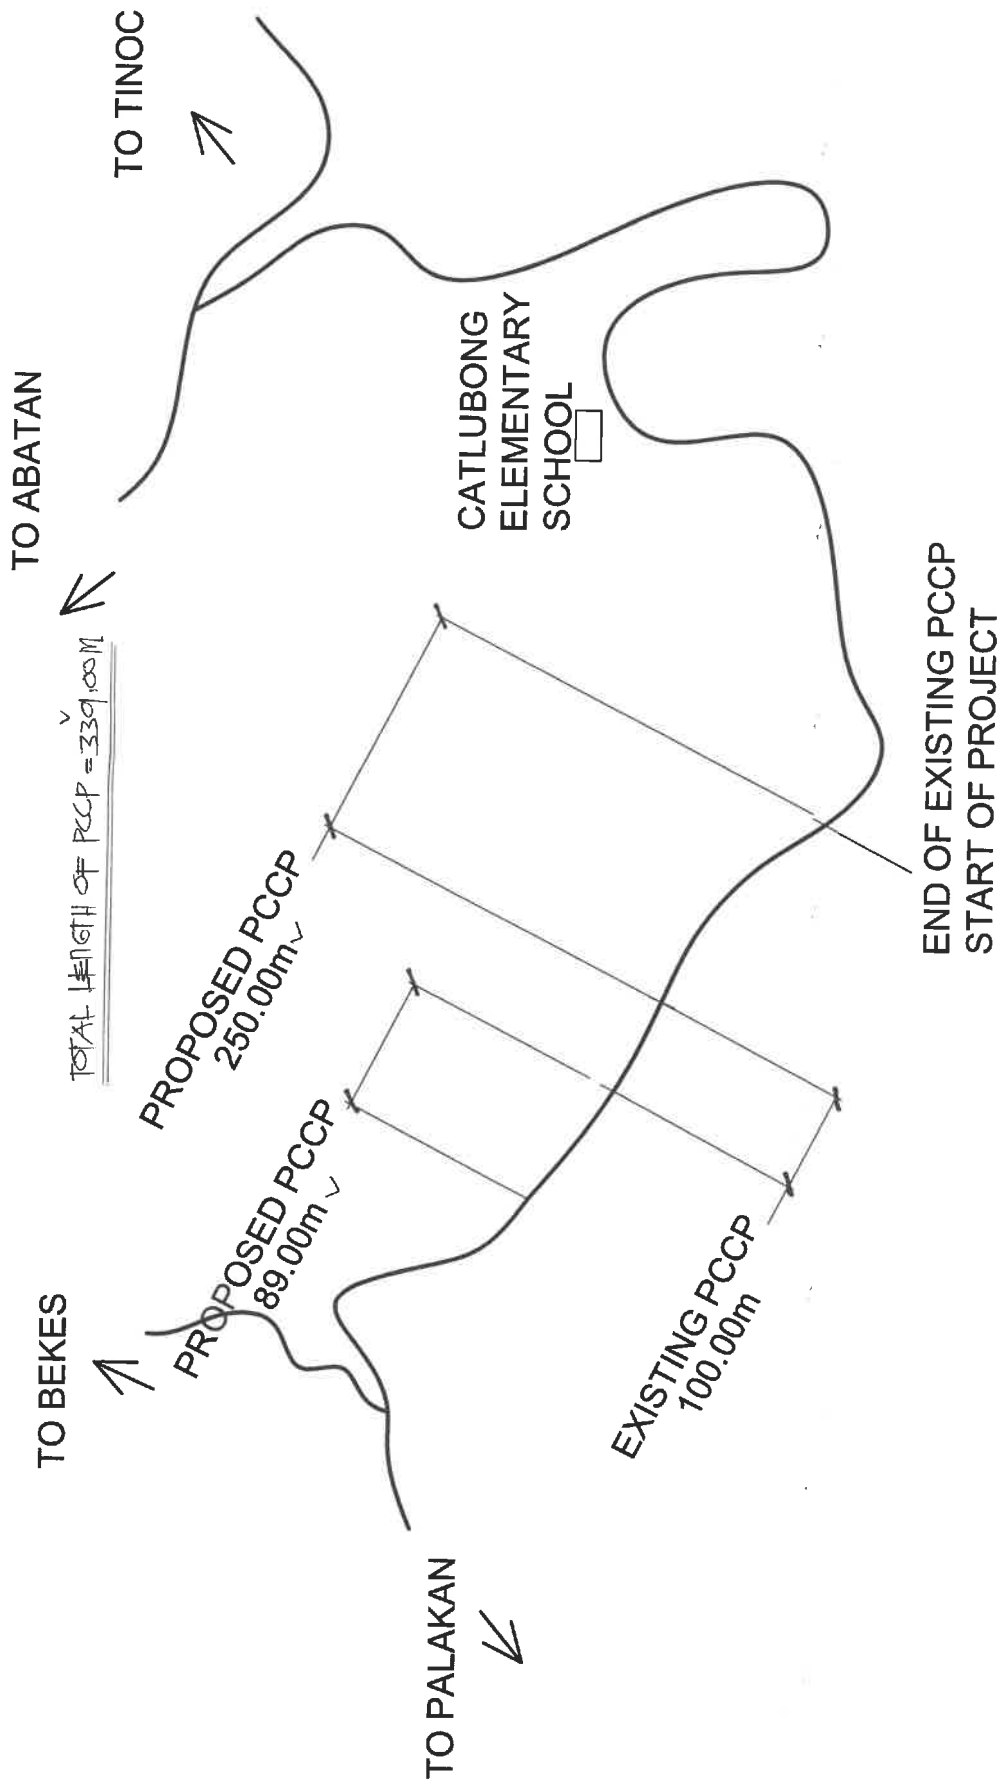 TO BEKES
TO ABATAN
TO TINOC
TOTAL LENGTH OF PCCP = 339.00M
PROPOSED PCCP
89.00m
PROPOSED PCCP
250.00m
CATLUBONG
ELEMENTARY
SCHOOL
TO PALAKAN
EXISTING PCCP
100.00m
END OF EXISTING PCCP
START OF PROJECT